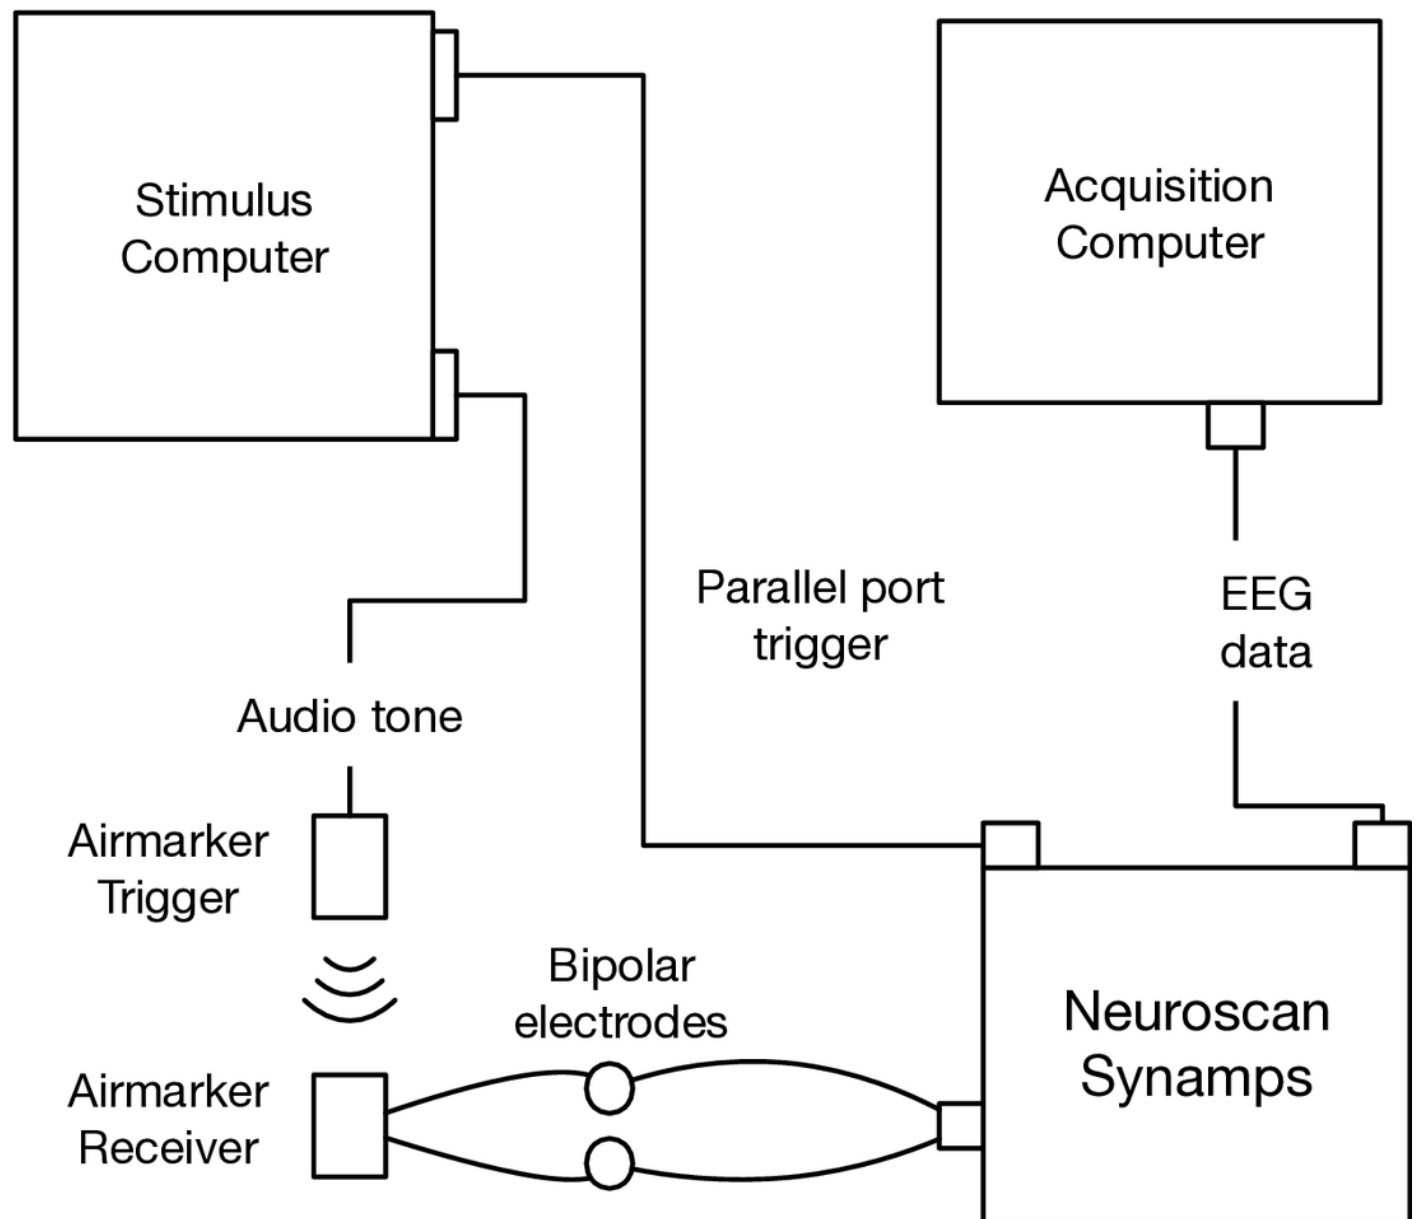 Stimulus
Computer
Acquisition
Computer
Parallel port
trigger
EEG
data
Audio tone
Airmarker
Trigger
Bipolar
electrodes
Neuroscan
Synamps
Airmarker
Receiver